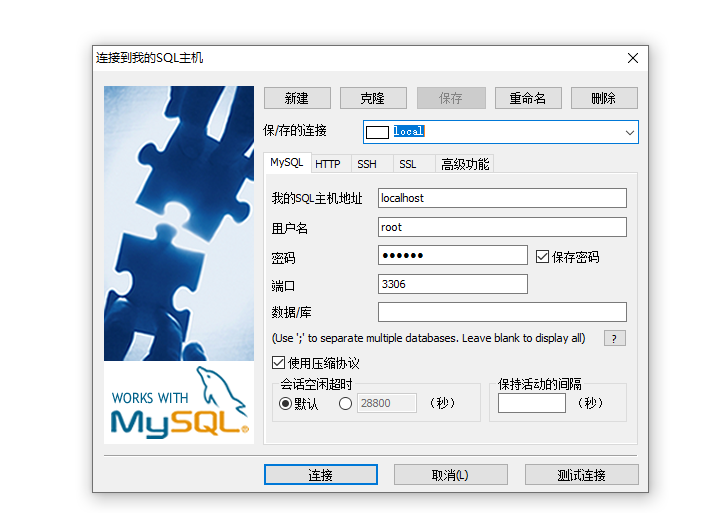 连接到我的SQL主机
新建 克隆 保存 重命名 删除
保/存的连接 local
MySQL HTTP SSH SSL 高级功能
我的SQL主机地址 localhost
用户名 root
密码 ●●●●●● 保存密码
端口 3306
数据/库
(Use ';' to separate multiple databases. Leave blank to display all) ?
使用压缩协议
会话空闲超时 保持活动的间隔
默认 28800 （秒） （秒）
WORKS WITH
MySQL®
连接 取消(L) 测试连接